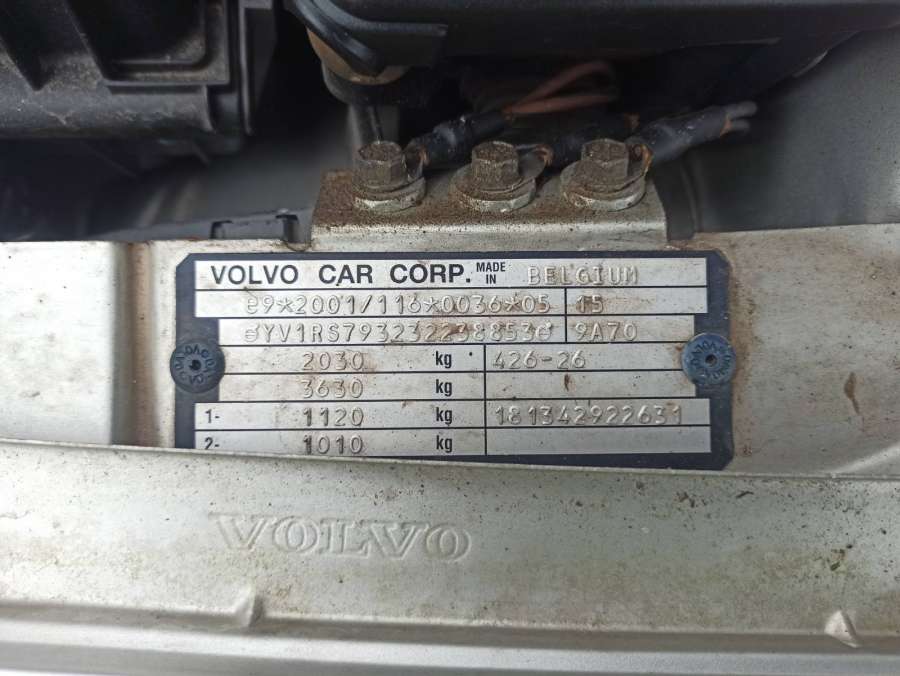 VOLVO CAR CORP. MADE IN BELGIUM
e9*2001/116*0036*05 15
YV1RS793232238853 9A70
2030 kg 426-26
3630 kg
1- 1120 kg 181342922631
2- 1010 kg
VOLVO